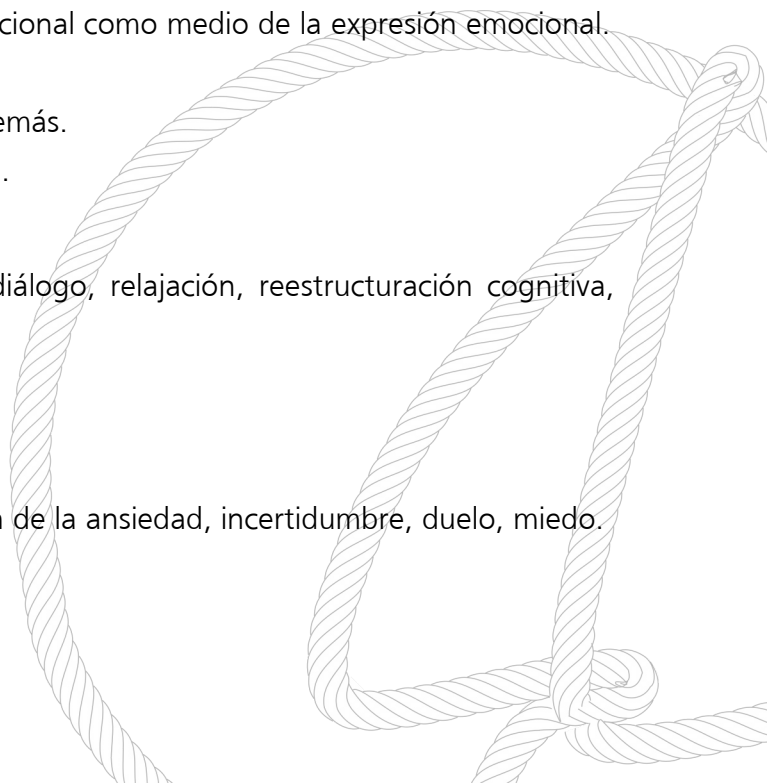 cional como medio de la expresión emocional.
emás.
.
diálogo, relajación, reestructuración cognitiva,
de la ansiedad, incertidumbre, duelo, miedo.